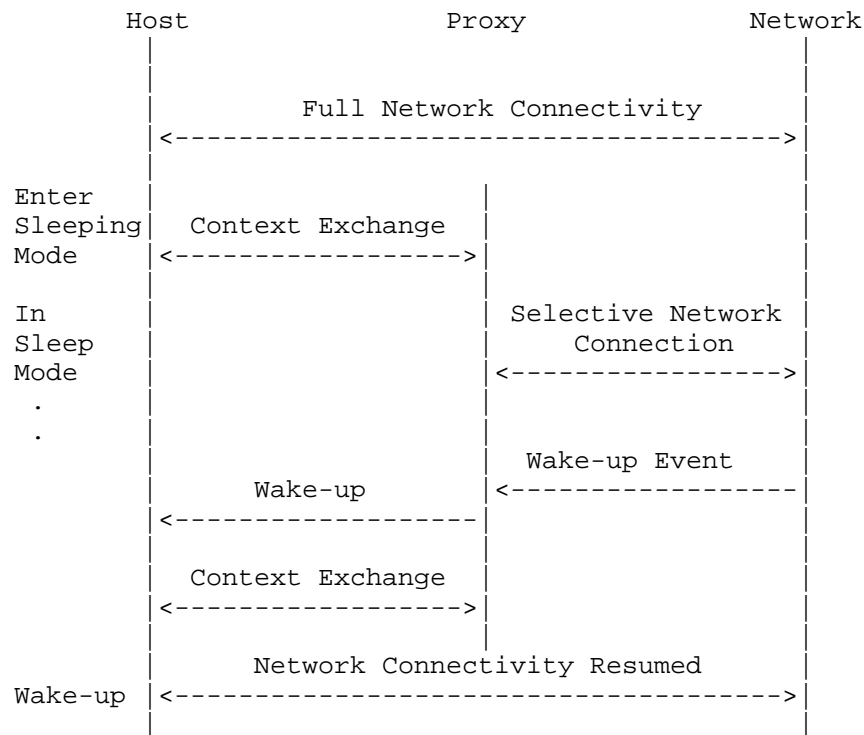 Host Proxy Network
Full Network Connectivity
Enter
Sleeping Context Exchange
Mode
In Selective Network
Sleep Connection
Mode
.
.
Wake-up Event
Wake-up
Context Exchange
Network Connectivity Resumed
Wake-up